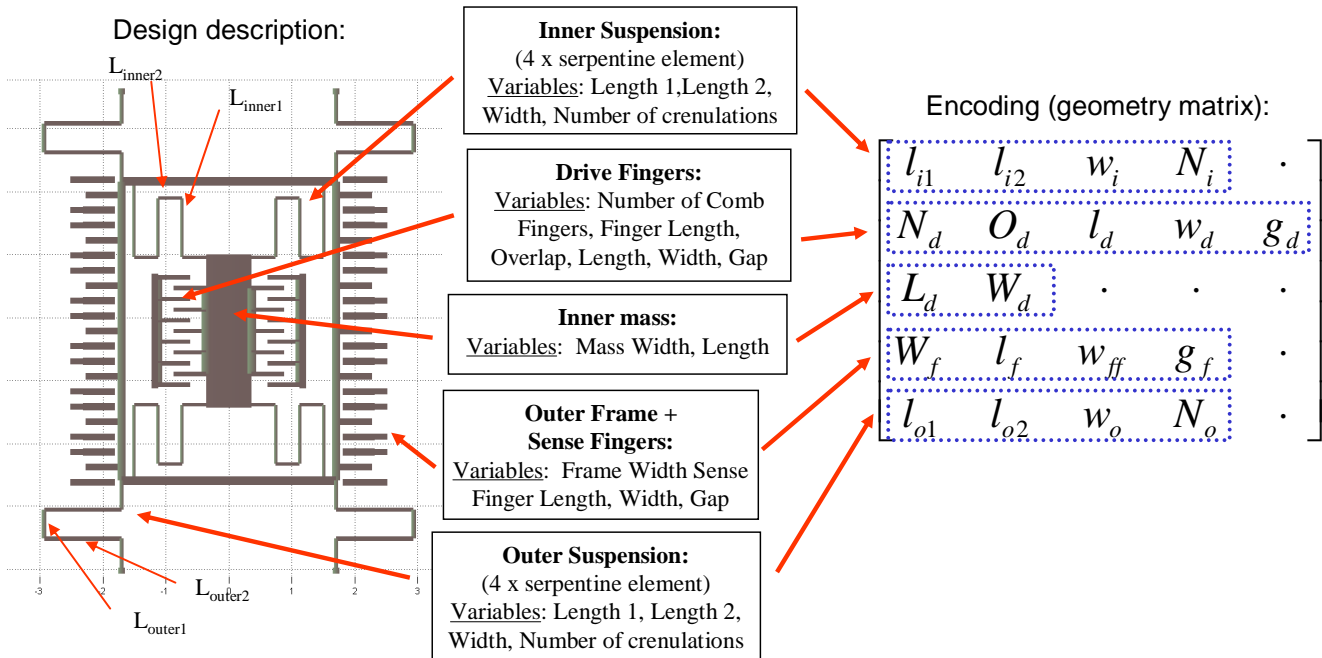 Design description:
L_inner2
L_inner1
-3 -2 -1 0 1 2 3
L_outer2
L_outer1
Inner Suspension:
(4 x serpentine element)
Variables: Length 1,Length 2,
Width, Number of crenulations
Drive Fingers:
Variables: Number of Comb
Fingers, Finger Length,
Overlap, Length, Width, Gap
Inner mass:
Variables: Mass Width, Length
Outer Frame +
Sense Fingers:
Variables: Frame Width Sense
Finger Length, Width, Gap
Outer Suspension:
(4 x serpentine element)
Variables: Length 1, Length 2,
Width, Number of crenulations
Encoding (geometry matrix):
l_i1 l_i2 w_i N_i ·
N_d O_d l_d w_d g_d
L_d W_d · · ·
W_f l_f w_ff g_f ·
l_o1 l_o2 w_o N_o ·